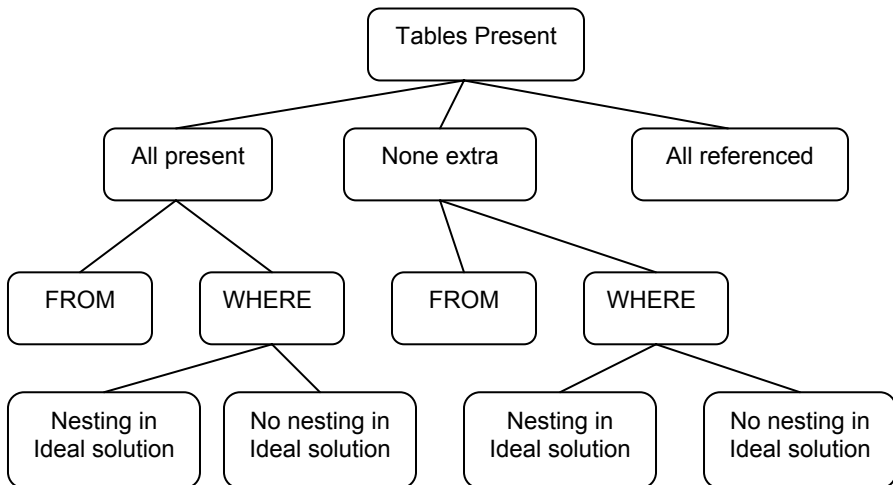 Tables Present
All present
None extra
All referenced
FROM
WHERE
FROM
WHERE
Nesting in
Ideal solution
No nesting in
Ideal solution
Nesting in
Ideal solution
No nesting in
Ideal solution